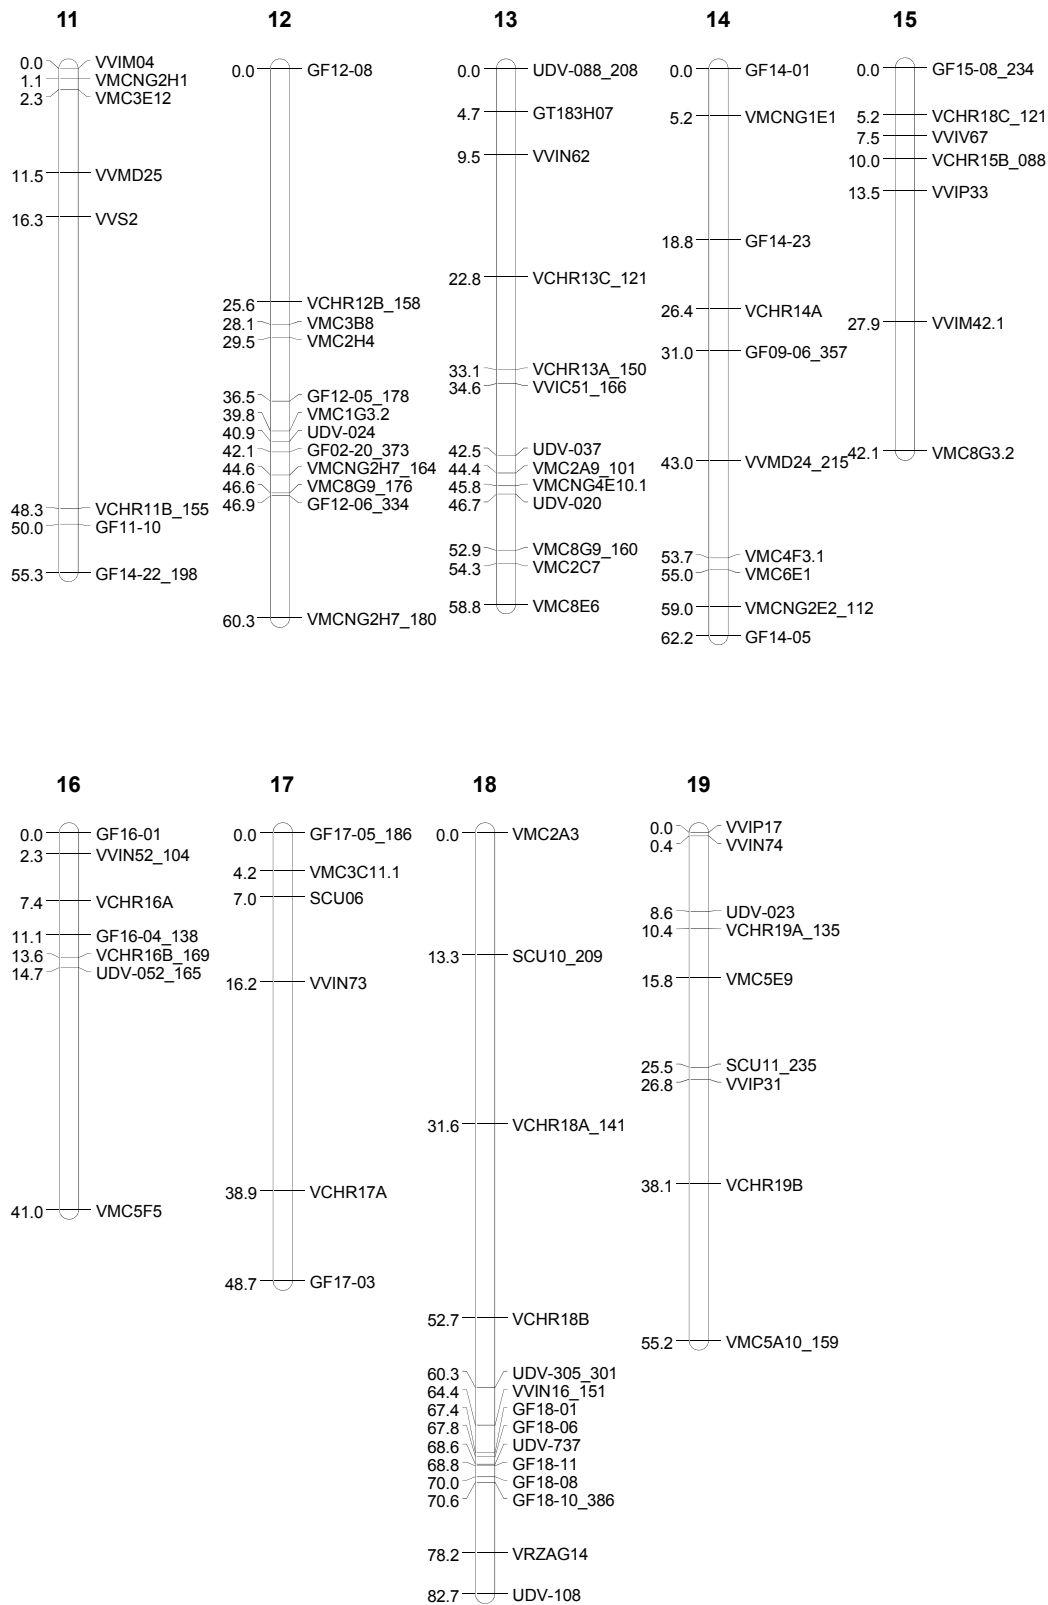 11
0.0 VVIM04
1.1 VMCNG2H1
2.3 VMC3E12
11.5 VVMD25
16.3 VVS2
48.3 VCHR11B_155
50.0 GF11-10
55.3 GF14-22_198
12
0.0 GF12-08
25.6 VCHR12B_158
28.1 VMC3B8
29.5 VMC2H4
36.5 GF12-05_178
39.8 VMC1G3.2
40.9 UDV-024
42.1 GF02-20_373
44.6 VMCNG2H7_164
46.6 VMC8G9_176
46.9 GF12-06_334
60.3 VMCNG2H7_180
13
0.0 UDV-088_208
4.7 GT183H07
9.5 VVIN62
22.8 VCHR13C_121
33.1 VCHR13A_150
34.6 VVIC51_166
42.5 UDV-037
44.4 VMC2A9_101
45.8 VMCNG4E10.1
46.7 UDV-020
52.9 VMC8G9_160
54.3 VMC2C7
58.8 VMC8E6
14
0.0 GF14-01
5.2 VMCNG1E1
18.8 GF14-23
26.4 VCHR14A
31.0 GF09-06_357
43.0 VVMD24_215
53.7 VMC4F3.1
55.0 VMC6E1
59.0 VMCNG2E2_112
62.2 GF14-05
15
0.0 GF15-08_234
5.2 VCHR18C_121
7.5 VVIV67
10.0 VCHR15B_088
13.5 VVIP33
27.9 VVIM42.1
42.1 VMC8G3.2
16
0.0 GF16-01
2.3 VVIN52_104
7.4 VCHR16A
11.1 GF16-04_138
13.6 VCHR16B_169
14.7 UDV-052_165
41.0 VMC5F5
17
0.0 GF17-05_186
4.2 VMC3C11.1
7.0 SCU06
16.2 VVIN73
38.9 VCHR17A
48.7 GF17-03
18
0.0 VMC2A3
13.3 SCU10_209
31.6 VCHR18A_141
52.7 VCHR18B
60.3 UDV-305_301
64.4 VVIN16_151
67.4 GF18-01
67.8 GF18-06
68.6 UDV-737
68.8 GF18-11
70.0 GF18-08
70.6 GF18-10_386
78.2 VRZAG14
82.7 UDV-108
19
0.0 VVIP17
0.4 VVIN74
8.6 UDV-023
10.4 VCHR19A_135
15.8 VMC5E9
25.5 SCU11_235
26.8 VVIP31
38.1 VCHR19B
55.2 VMC5A10_159